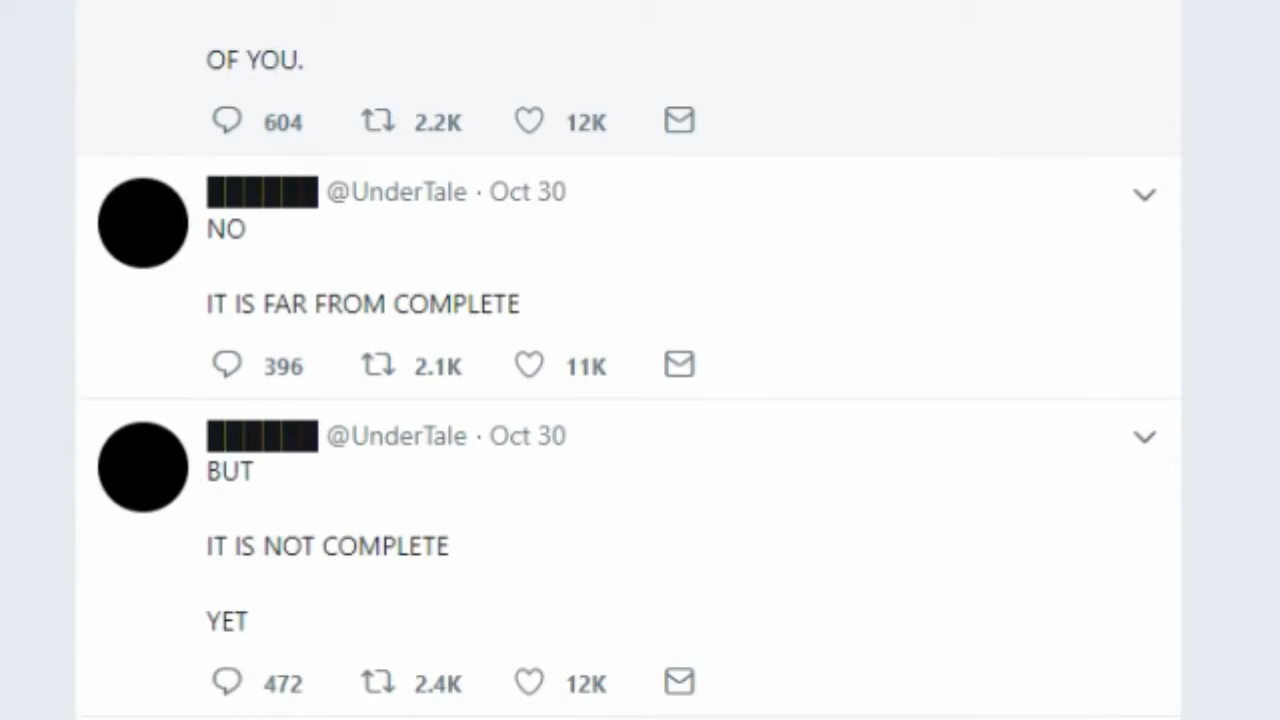 OF YOU.
604 2.2K 12K
██████ @UnderTale · Oct 30
NO
IT IS FAR FROM COMPLETE
396 2.1K 11K
██████ @UnderTale · Oct 30
BUT
IT IS NOT COMPLETE
YET
472 2.4K 12K